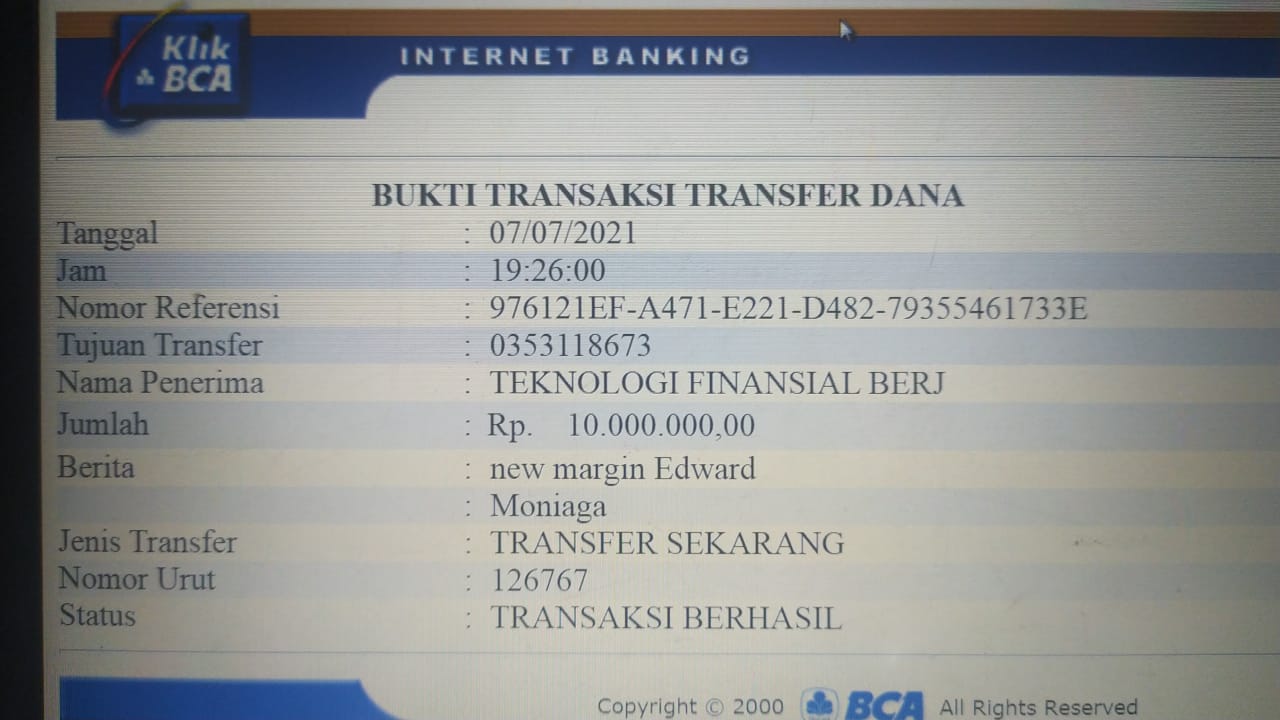 Klik
BCA
INTERNET BANKING
BUKTI TRANSAKSI TRANSFER DANA
Tanggal : 07/07/2021
Jam : 19:26:00
Nomor Referensi : 976121EF-A471-E221-D482-79355461733E
Tujuan Transfer : 0353118673
Nama Penerima : TEKNOLOGI FINANSIAL BERJ
Jumlah : Rp. 10.000.000,00
Berita : new margin Edward
: Moniaga
Jenis Transfer : TRANSFER SEKARANG
Nomor Urut : 126767
Status : TRANSAKSI BERHASIL
Copyright © 2000 BCA All Rights Reserved